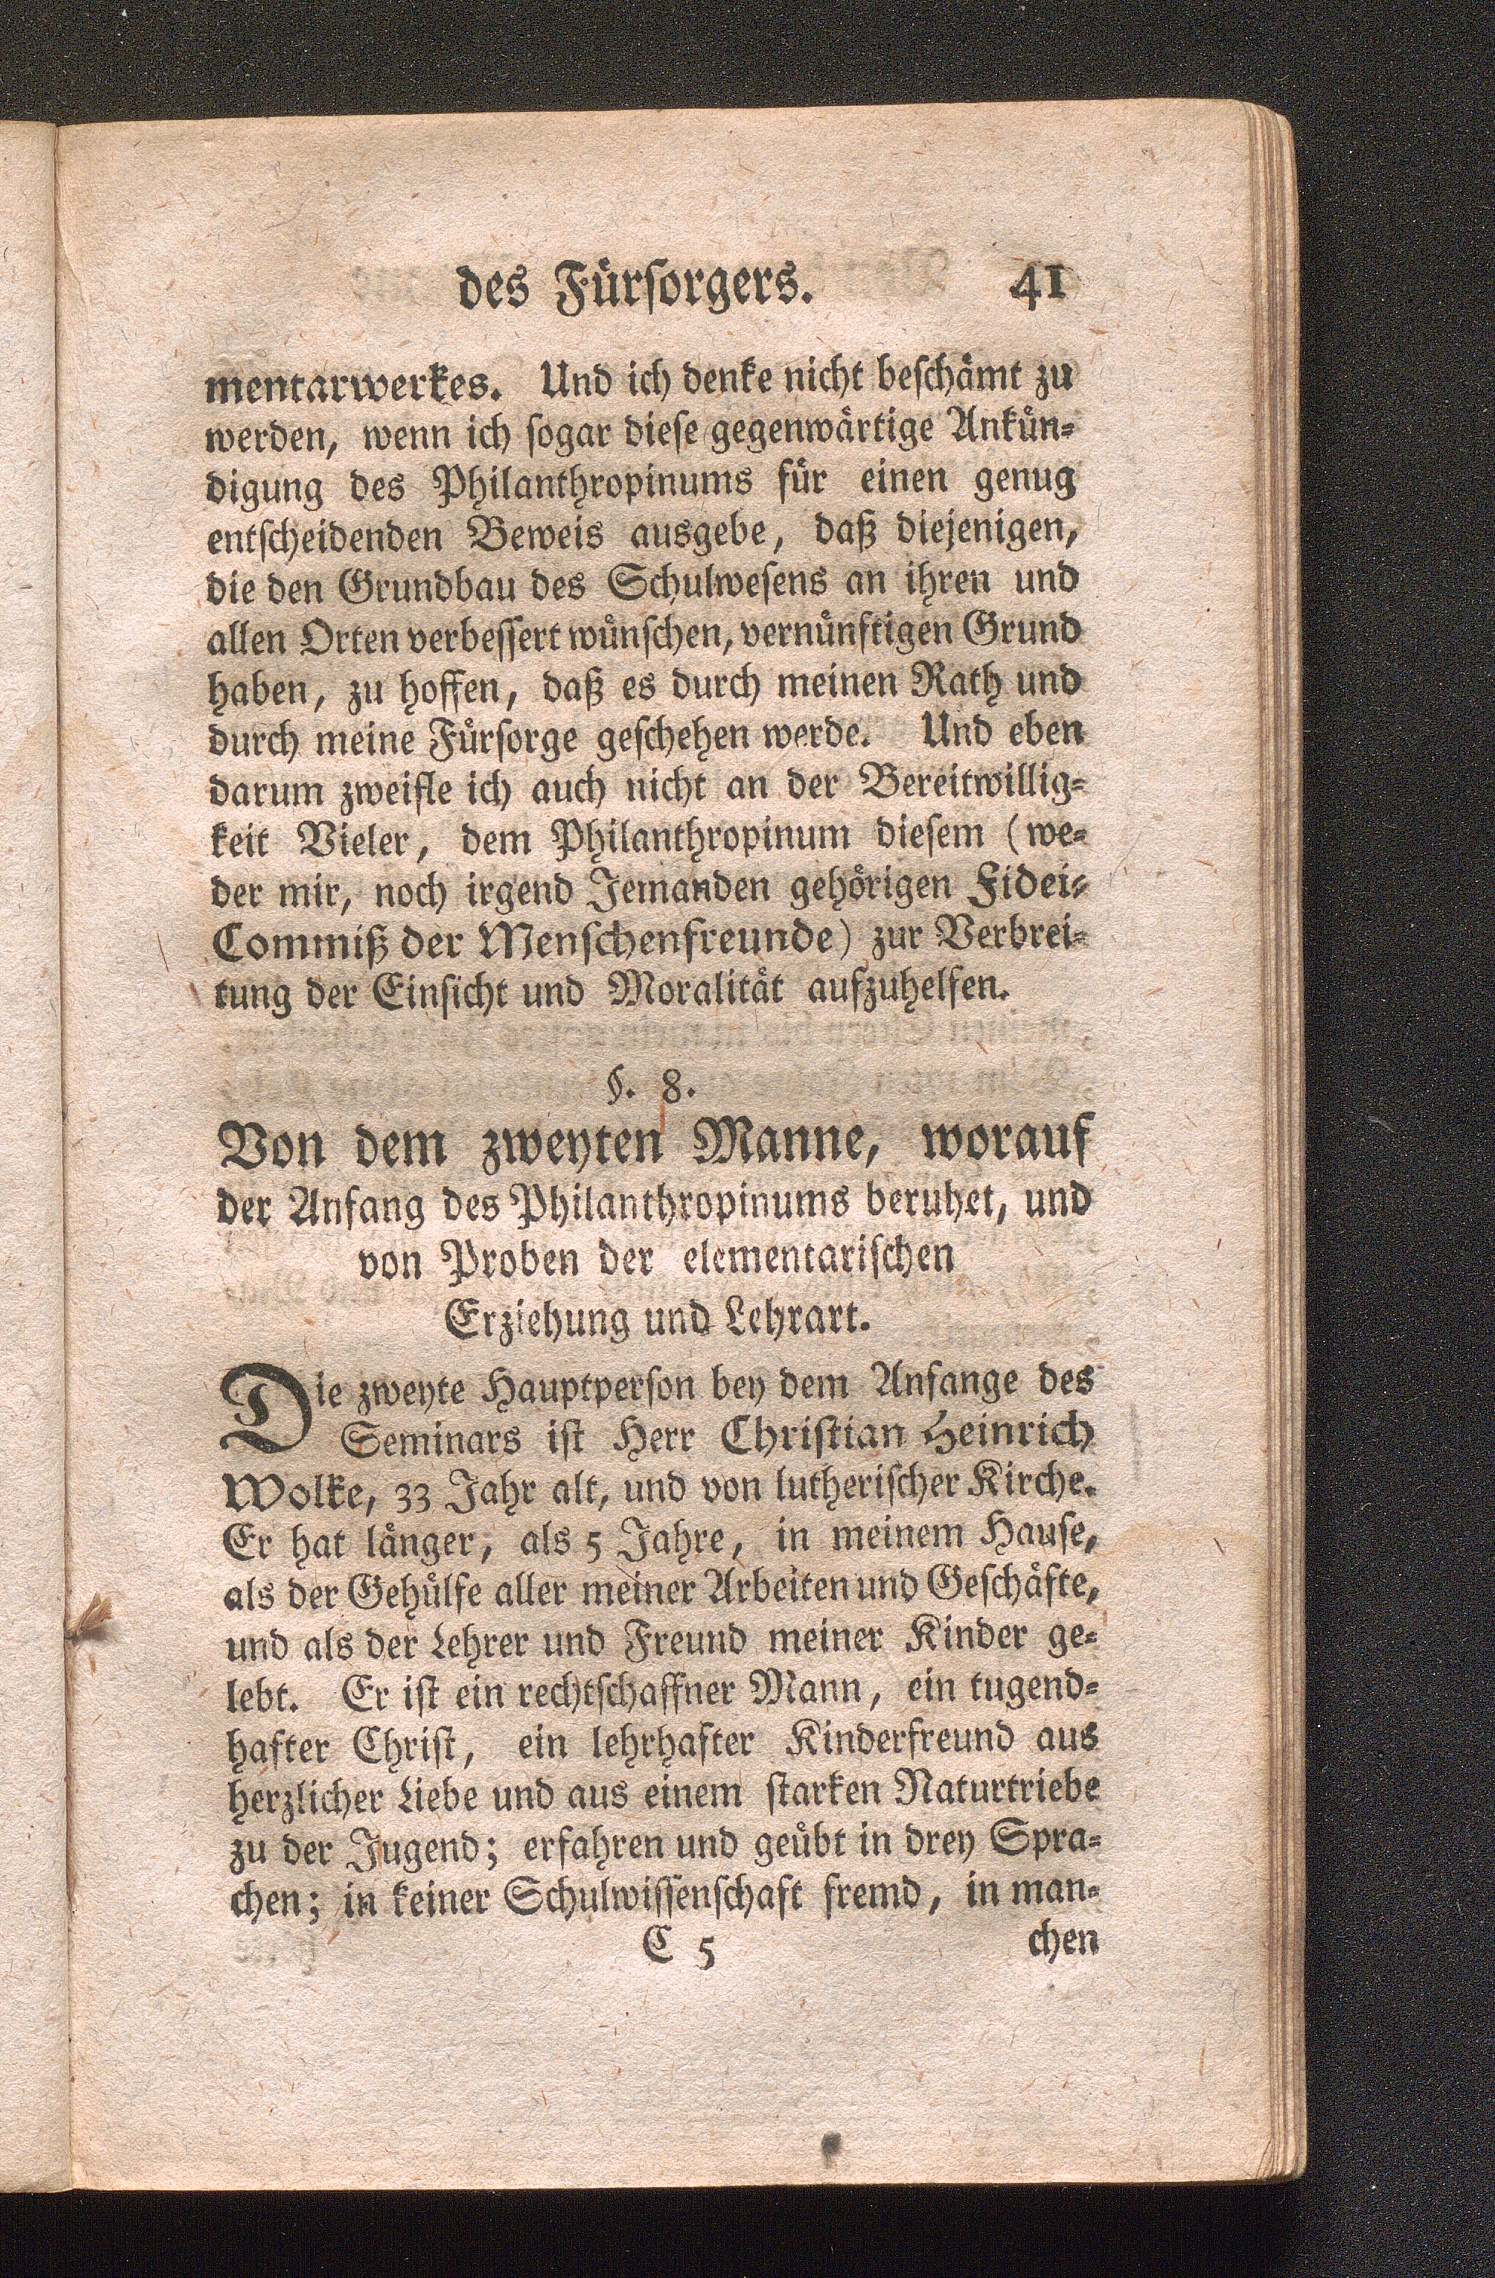 des Fürſorgers. 41
mentarwerkes. Und ich denke nicht beſchämt zu
werden, wenn ich ſogar dieſe gegenwärtige Ankün-
digung des Philanthropinums für einen genug
entſcheidenden Beweis ausgebe, daß diejenigen,
die den Grundbau des Schulweſens an ihren und
allen Orten verbeſſert wünſchen, vernünftigen Grund
haben, zu hoffen, daß es durch meinen Rath und
durch meine Fürſorge geſchehen werde. Und eben
darum zweifle ich auch nicht an der Bereitwillig-
keit Vieler, dem Philanthropinum dieſem (we-
der mir, noch irgend Jemanden gehörigen Fidei-
Commiß der Menſchenfreunde) zur Verbrei-
tung der Einſicht und Moralität aufzuhelfen.
§. 8.
Von dem zweyten Manne, worauf
der Anfang des Philanthropinums beruhet, und
von Proben der elementariſchen
Erziehung und Lehrart.
Die zweyte Hauptperſon bey dem Anfange des
Seminars iſt Herr Chriſtian Heinrich
Wolke, 33 Jahr alt, und von lutheriſcher Kirche.
Er hat länger, als 5 Jahre, in meinem Hauſe,
als der Gehülfe aller meiner Arbeiten und Geſchäfte,
und als der Lehrer und Freund meiner Kinder ge-
lebt. Er iſt ein rechtſchaffner Mann, ein tugend-
hafter Chriſt, ein lehrhafter Kinderfreund aus
herzlicher Liebe und aus einem ſtarken Naturtriebe
zu der Jugend; erfahren und geübt in drey Spra-
chen; in keiner Schulwiſſenſchaft fremd, in man-
C 5 chen